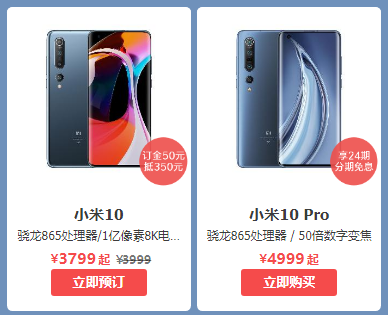 订金50元
抵350元
小米10
骁龙865处理器/1亿像素8K电...
¥3799 起 ¥3999
立即预订
享24期
分期免息
小米10 Pro
骁龙865处理器 / 50倍数字变焦
¥4999 起
立即购买